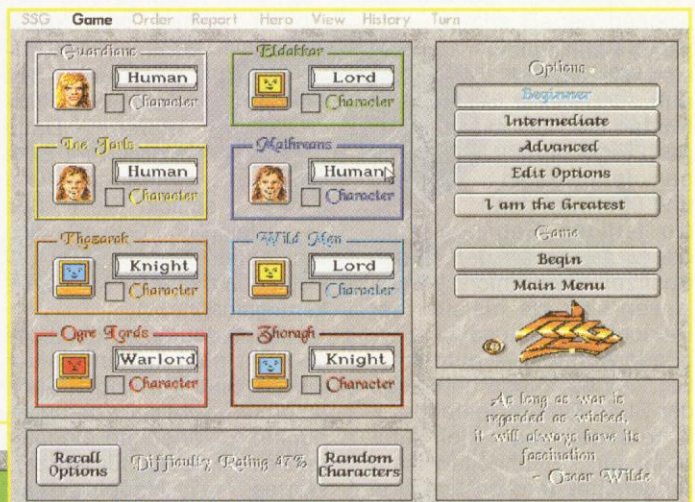 SSG Game Order Report Hero View History Turn
Guardians
Human
Character
Eldakkar
Lord
Character
Ice Jarls
Human
Character
Maihreans
Human
Character
Khazarak
Knight
Character
Wild Men
Lord
Character
Ogre Lords
Warlord
Character
Zhoragh
Knight
Character
Recall
Options
Difficulty Rating 47%
Random
Characters
Options
Beginner
Intermediate
Advanced
Edit Options
I am the Greatest
Game
Begin
Main Menu
As long as war is
regarded as wicked,
it will always have its
fascination
~ Oscar Wilde